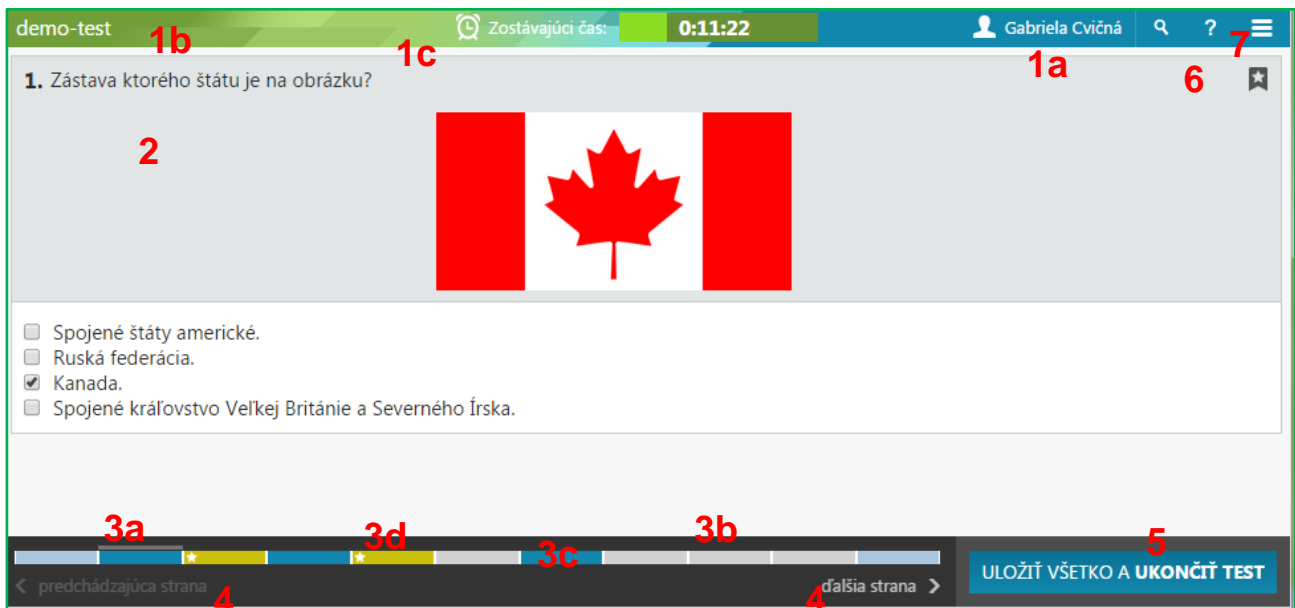 demo-test 1b 1c Zostávajúci čas: 0:11:22 Gabriela Cvičná 1a ? 7
1. Zástava ktorého štátu je na obrázku? 6
2
Spojené štáty americké.
Ruská federácia.
Kanada.
Spojené kráľovstvo Veľkej Británie a Severného Írska.
3a 3d 3c 3b 5
predchádzajúca strana 4 4 ďalšia strana ULOŽIŤ VŠETKO A UKONČIŤ TEST